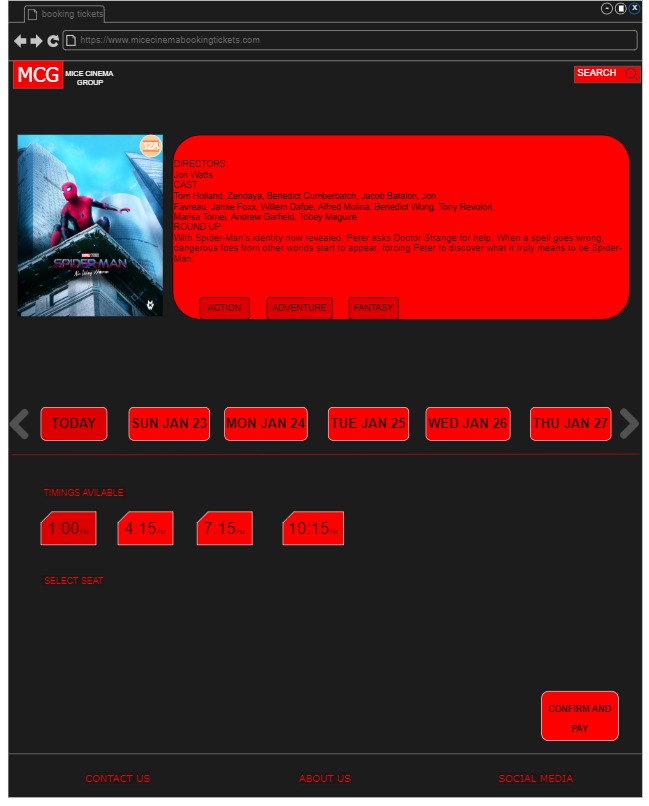 booking tickets
https://www.micecinemabookingtickets.com
MCG
MICE CINEMA
GROUP
SEARCH
12A
DIRECTORS
Jon Watts
CAST
Tom Holland, Zendaya, Benedict Cumberbatch, Jacob Batalon, Jon
Favreau, Jamie Foxx, Willem Dafoe, Alfred Molina, Benedict Wong, Tony Revolori,
Marisa Tomei, Andrew Garfield, Tobey Maguire
ROUND UP
With Spider-Man's identity now revealed, Peter asks Doctor Strange for help. When a spell goes wrong,
dangerous foes from other worlds start to appear, forcing Peter to discover what it truly means to be Spider-
Man.
SPIDER-MAN
No Way Home
ACTION ADVENTURE FANTASY
TODAY SUN JAN 23 MON JAN 24 TUE JAN 25 WED JAN 26 THU JAN 27
TIMINGS AVILABLE
1:00PM 4:15PM 7:15PM 10:15PM
SELECT SEAT
CONFIRM AND
PAY
CONTACT US ABOUT US SOCIAL MEDIA